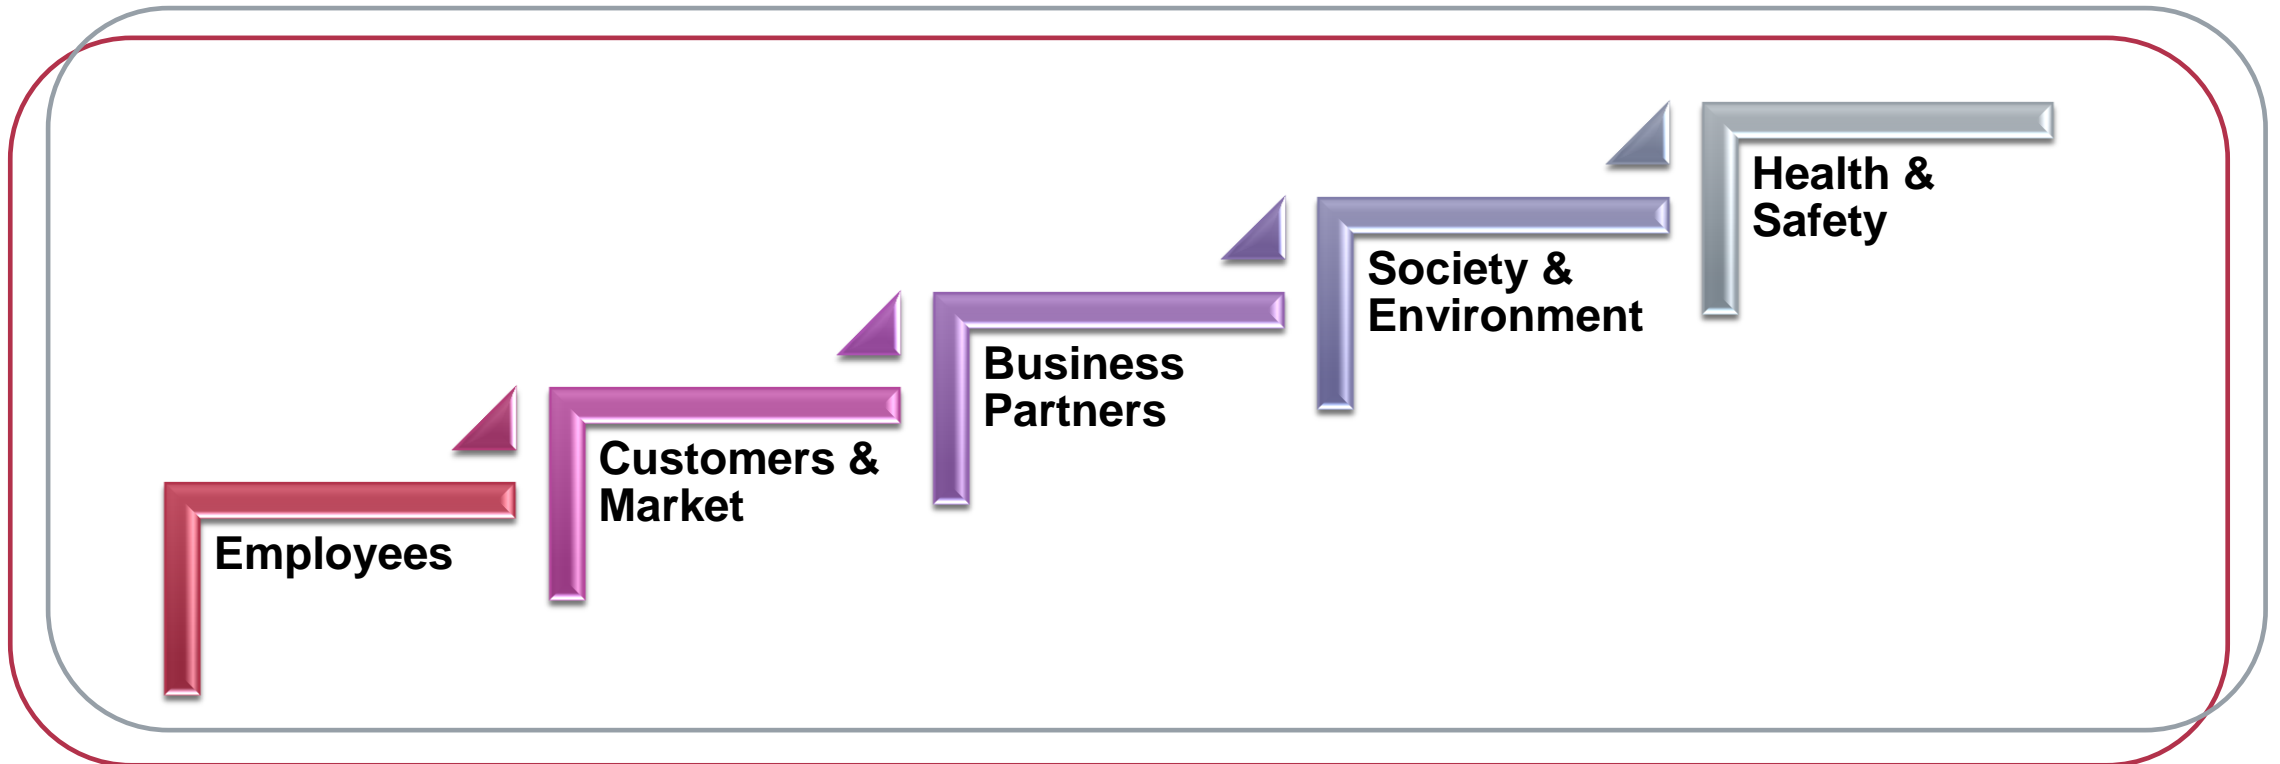 Employees
Customers &
Market
Business
Partners
Society &
Environment
Health &
Safety